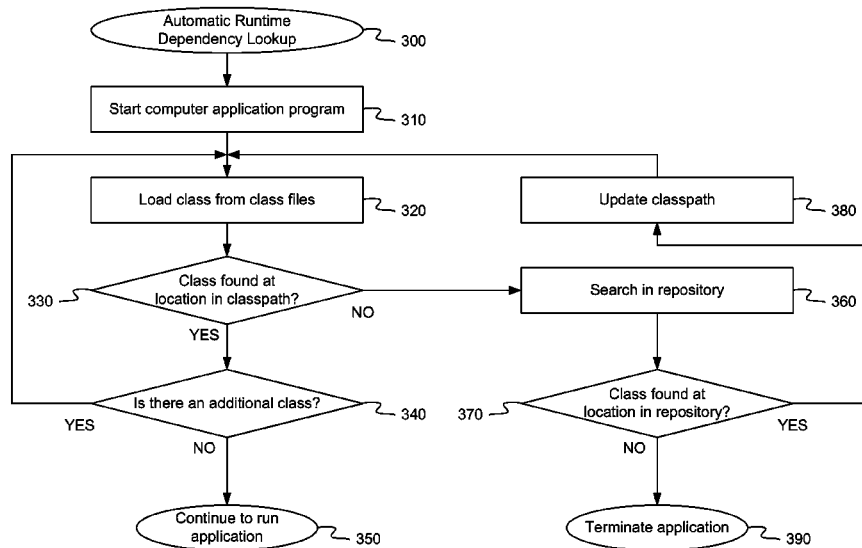 Automatic Runtime
Dependency Lookup
300
Start computer application program
310
Load class from class files
320
Update classpath
380
Class found at
location in classpath?
330
NO
YES
Search in repository
360
Is there an additional class?
340
YES
NO
Class found at
location in repository?
370
YES
NO
Continue to run
application
350
Terminate application
390